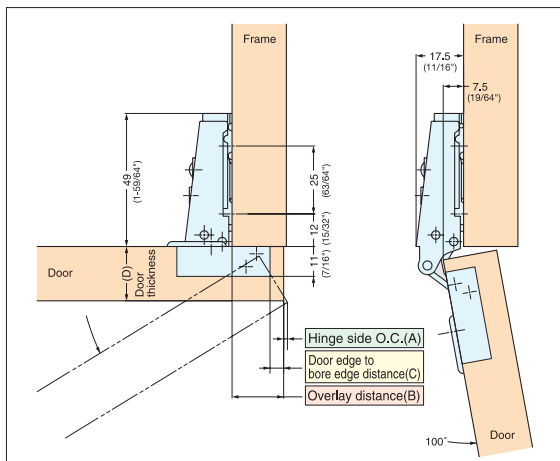 Frame
Frame
17.5
(11/16")
7.5
(19/64")
49
(1-59/64")
25
(63/64")
12
(15/32")
11
(7/16")
Door
(D)
Door
thickness
Hinge side O.C.(A)
Door edge to
bore edge distance(C)
Overlay distance(B)
100°
Door